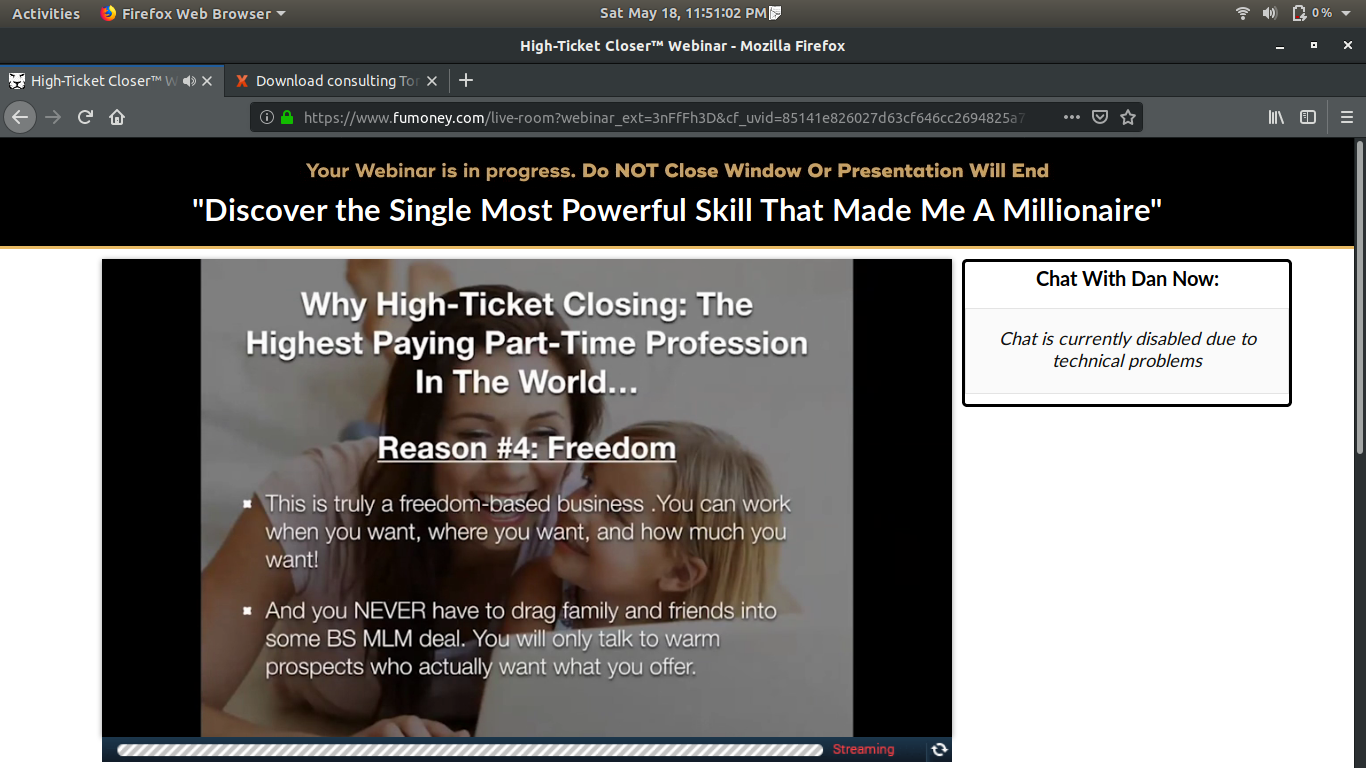 Activities Firefox Web Browser Sat May 18, 11:51:02 PM 0 %
High-Ticket Closer™ Webinar - Mozilla Firefox
High-Ticket Closer™ W Download consulting Tor
https://www.fumoney.com/live-room?webinar_ext=3nFfFh3D&cf_uvid=85141e826027d63cf646cc2694825a7
Your Webinar is in progress. Do NOT Close Window Or Presentation Will End
"Discover the Single Most Powerful Skill That Made Me A Millionaire"
Why High-Ticket Closing: The
Highest Paying Part-Time Profession
In The World...
Reason #4: Freedom
This is truly a freedom-based business .You can work
when you want, where you want, and how much you
want!
And you NEVER have to drag family and friends into
some BS MLM deal. You will only talk to warm
prospects who actually want what you offer.
Streaming
Chat With Dan Now:
Chat is currently disabled due to
technical problems